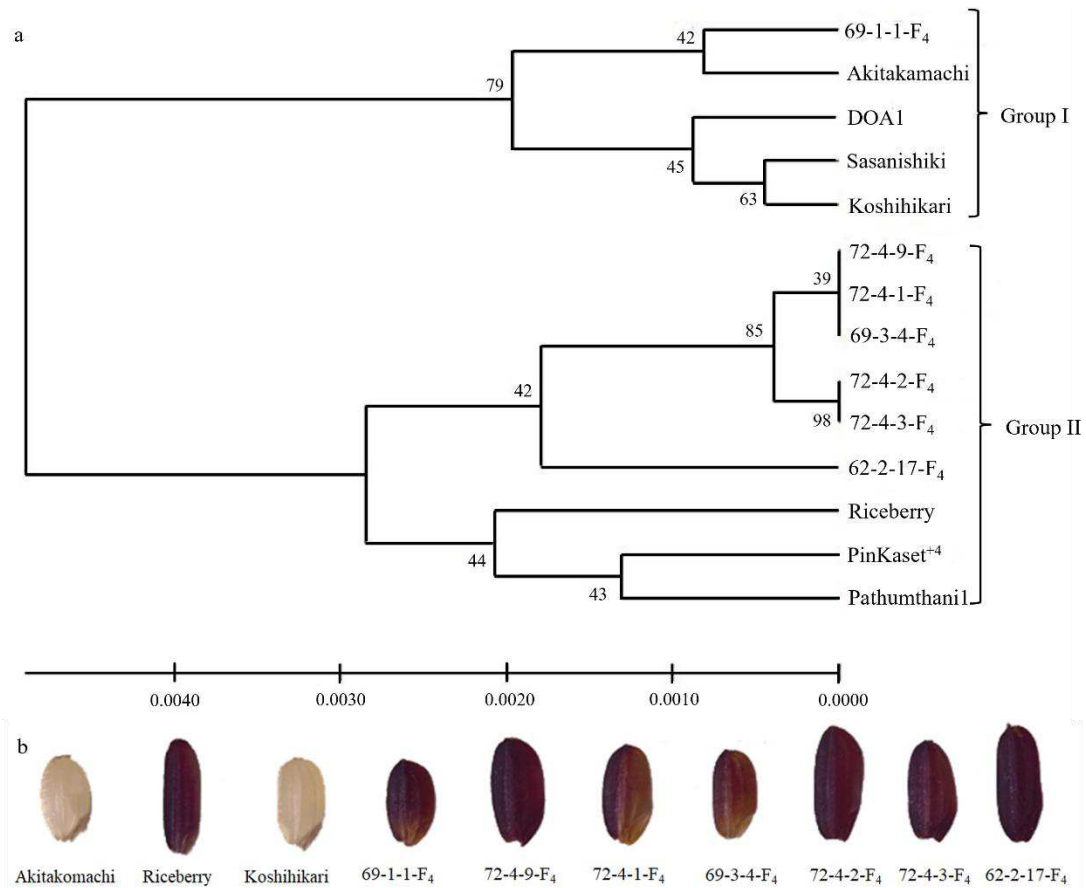 a
42
69-1-1-F₄
79
Akitakamachi
DOA1
Group I
45
Sasanishiki
63
Koshihikari
72-4-9-F₄
39
72-4-1-F₄
85
69-3-4-F₄
72-4-2-F₄
42
98
72-4-3-F₄
Group II
62-2-17-F₄
Riceberry
44
PinKaset⁺⁴
43
Pathumthani1
0.0040 0.0030 0.0020 0.0010 0.0000
b
Akitakomachi Riceberry Koshihikari 69-1-1-F₄ 72-4-9-F₄ 72-4-1-F₄ 69-3-4-F₄ 72-4-2-F₄ 72-4-3-F₄ 62-2-17-F₄